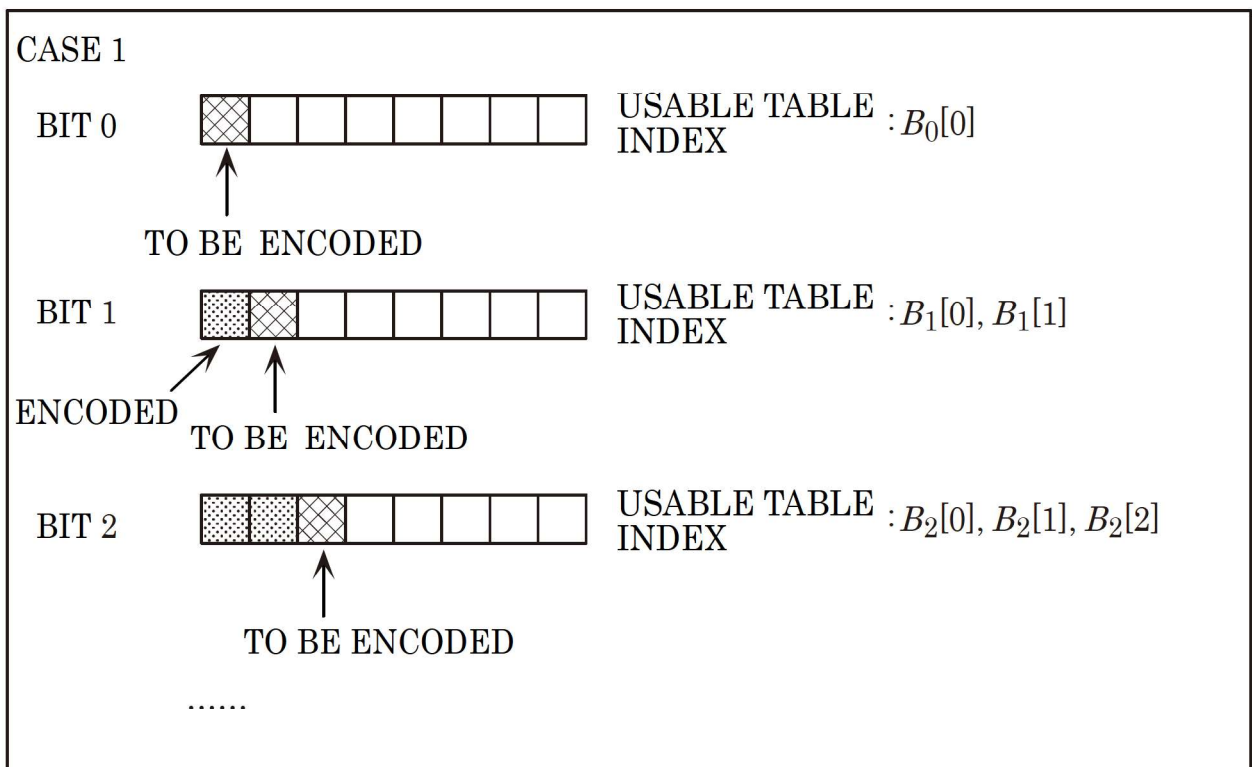 CASE 1
BIT 0
USABLE TABLE
INDEX
: B₀[0]
TO BE ENCODED
BIT 1
USABLE TABLE
INDEX
: B₁[0], B₁[1]
ENCODED
TO BE ENCODED
BIT 2
USABLE TABLE
INDEX
: B₂[0], B₂[1], B₂[2]
TO BE ENCODED
......